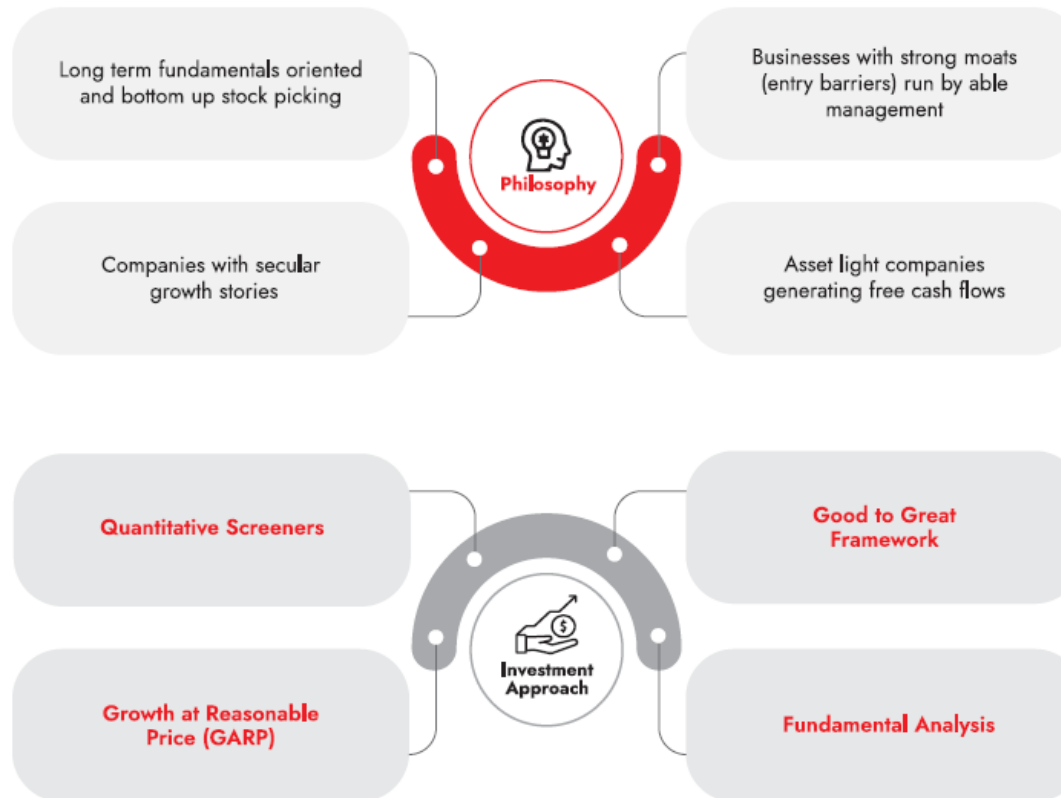 Long term fundamentals oriented
and bottom up stock picking
Businesses with strong moats
(entry barriers) run by able
management
Philosophy
Companies with secular
growth stories
Asset light companies
generating free cash flows
Quantitative Screeners
Good to Great
Framework
$
Investment
Approach
Growth at Reasonable
Price (GARP)
Fundamental Analysis